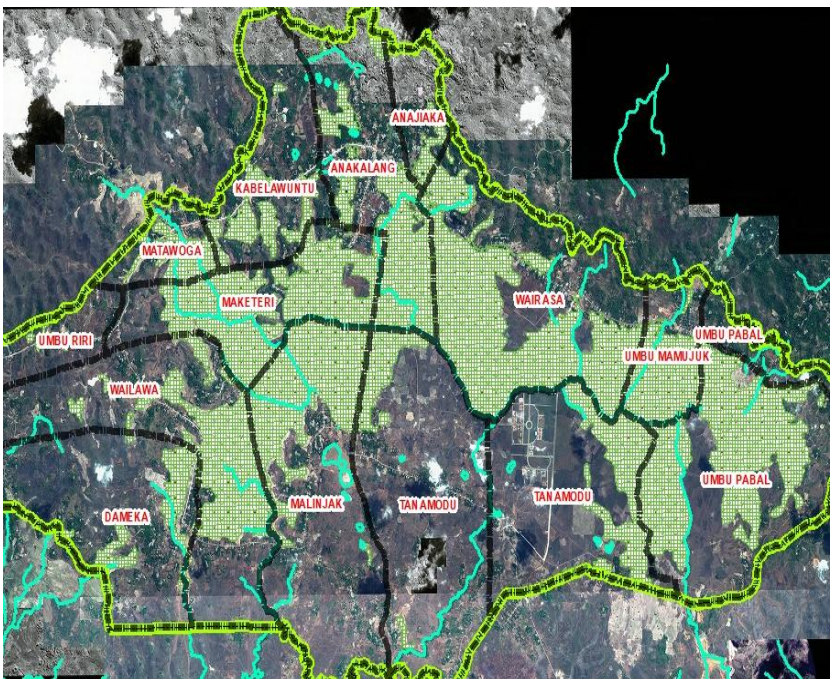 ANAJIAKA
ANAKALANG
KABELAWUNTU
MATAWOGA
MAKETERI
WAIRASA
UMBU RIRI
UMBU PABAL
UMBU MAMUJUK
WAILAWA
UMBU PABAL
MALINJAK
TANAMODU
TANAMODU
DAMEKA